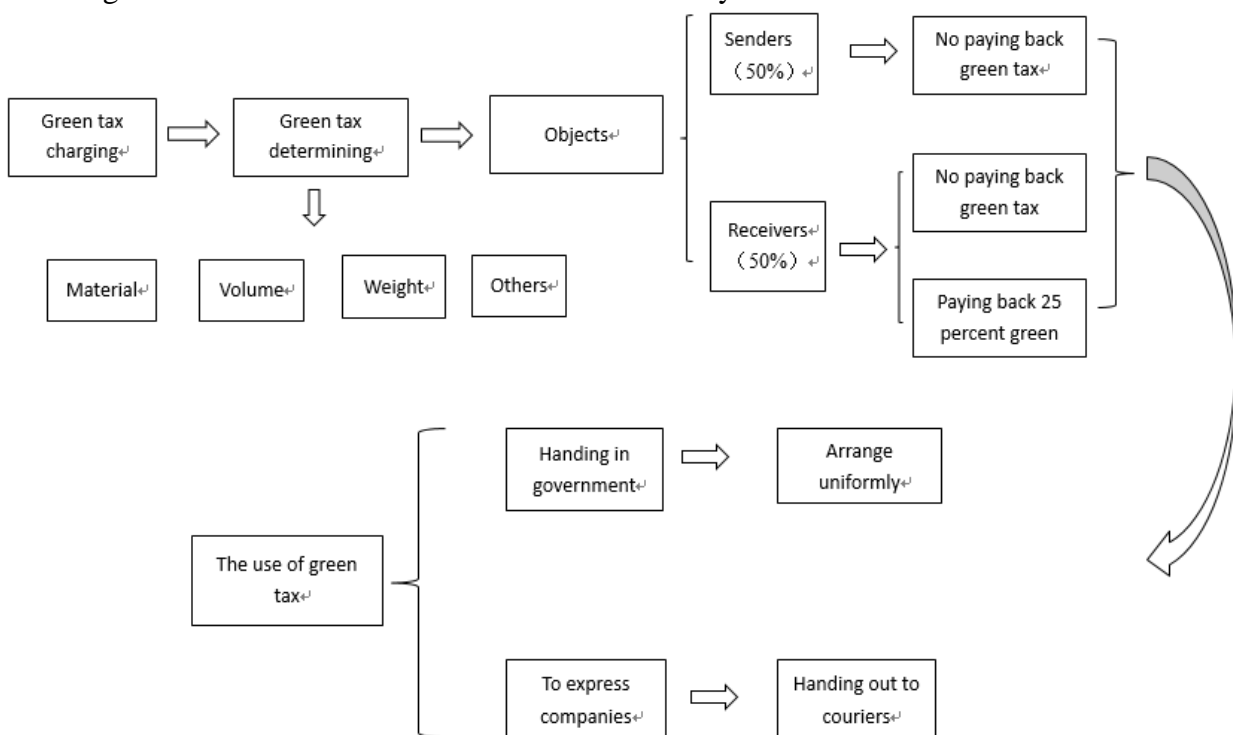 Senders
（50%）
No paying back
green tax
Green tax
charging
Green tax
determining
Objects
No paying back
green tax
Receivers
（50%）
Material
Volume
Weight
Others
Paying back 25
percent green
Handing in
government
Arrange
uniformly
The use of green
tax
To express
companies
Handing out to
couriers